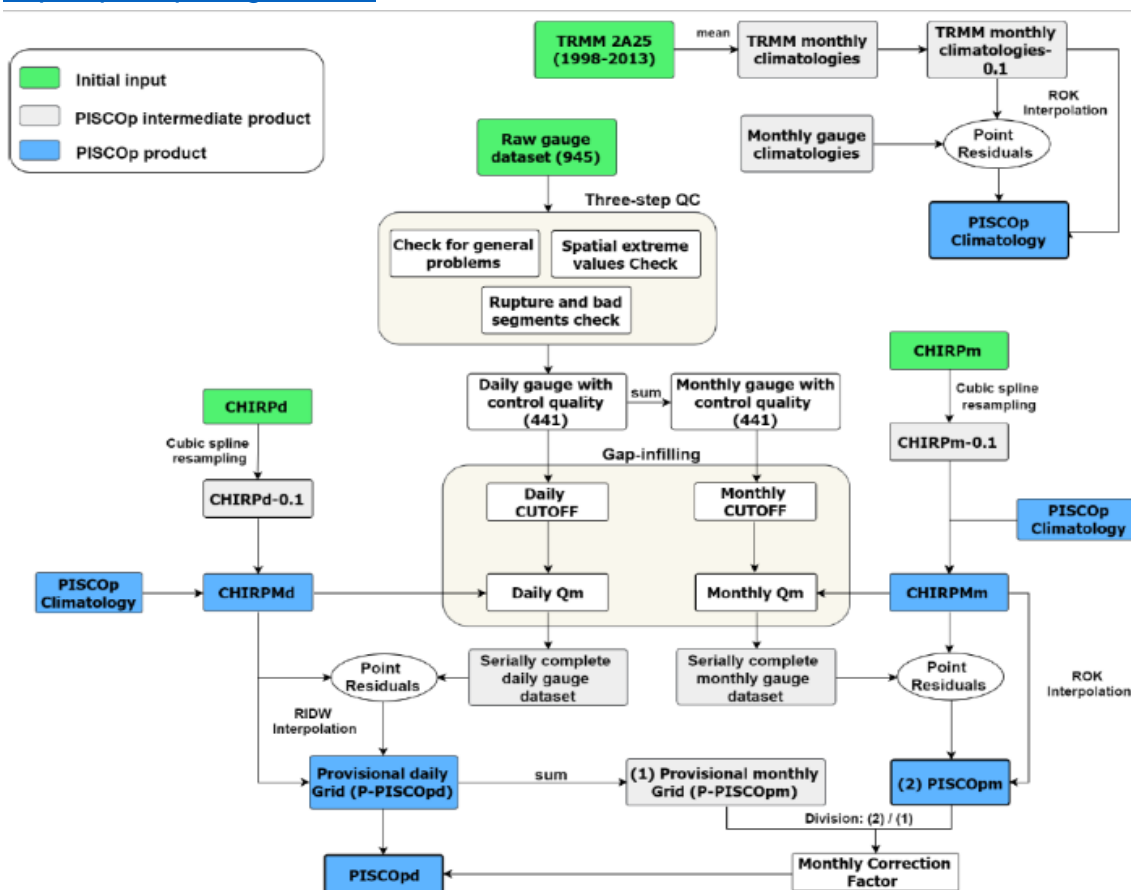 Initial input
PISCOp intermediate product
PISCOp product
TRMM 2A25
(1998-2013)
mean
TRMM monthly
climatologies
TRMM monthly
climatologies-
0.1
ROK
Interpolation
Monthly gauge
climatologies
Point
Residuals
PISCOp
Climatology
Raw gauge
dataset (945)
Three-step QC
Check for general
problems
Spatial extreme
values Check
Rupture and bad
segments check
Daily gauge with
control quality
(441)
sum
Monthly gauge with
control quality
(441)
CHIRPd
Cubic spline
resampling
CHIRPd-0.1
CHIRPm
Cubic spline
resampling
CHIRPm-0.1
Gap-infilling
Daily
CUTOFF
Monthly
CUTOFF
PISCOp
Climatology
PISCOp
Climatology
CHIRPMd
Daily Qm
Monthly Qm
CHIRPMm
Point
Residuals
Serially complete
daily gauge
dataset
Serially complete
monthly gauge
dataset
Point
Residuals
ROK
Interpolation
RIDW
Interpolation
Provisional daily
Grid (P-PISCOpd)
sum
(1) Provisional monthly
Grid (P-PISCOpm)
(2) PISCOpm
Division: (2) / (1)
PISCOpd
Monthly Correction
Factor